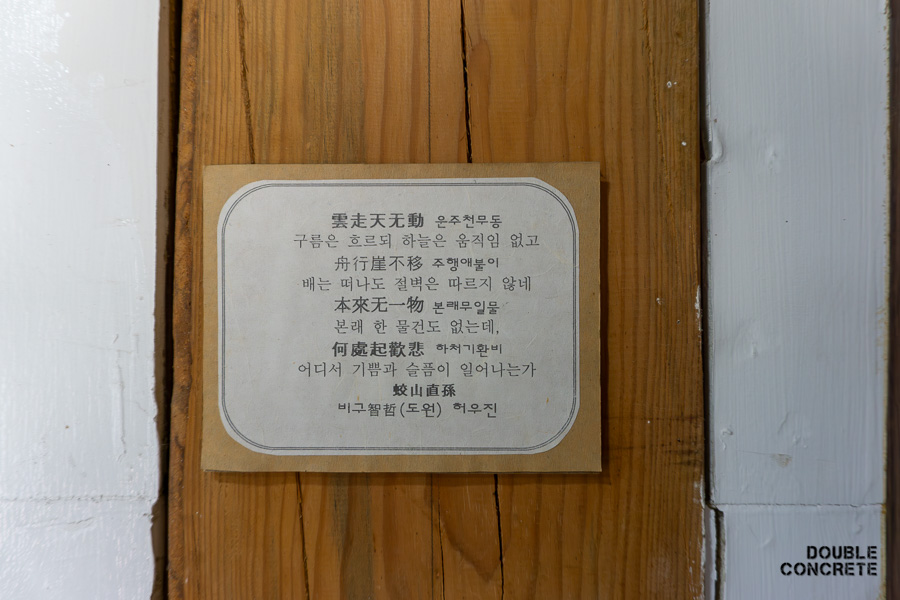 雲走天无動 운주천무동
구름은 흐르되 하늘은 움직임 없고
舟行崖不移 주행애불이
배는 떠나도 절벽은 따르지 않네
本來无一物 본래무일물
본래 한 물건도 없는데,
何處起歡悲 하처기환비
어디서 기쁨과 슬픔이 일어나는가
蛟山直孫
비구智哲(도원) 허우진
DOUBLE
CONCRETE